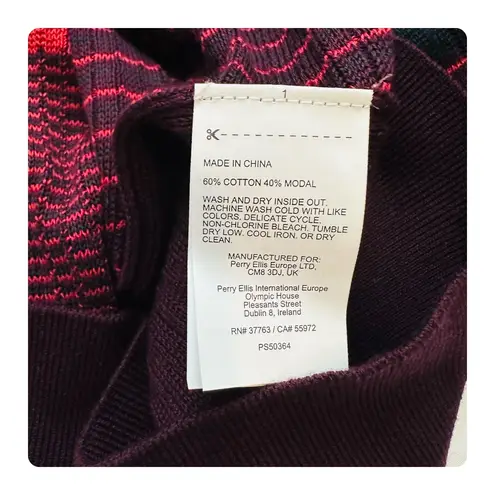 1
MADE IN CHINA
60% COTTON 40% MODAL
WASH AND DRY INSIDE OUT.
MACHINE WASH COLD WITH LIKE
COLORS. DELICATE CYCLE.
NON-CHLORINE BLEACH. TUMBLE
DRY LOW. COOL IRON. OR DRY
CLEAN.
MANUFACTURED FOR:
Perry Ellis Europe LTD,
CM8 3DJ, UK
Perry Ellis International Europe
Olympic House
Pleasants Street
Dublin 8, Ireland
RN# 37763 / CA# 55972
PS50364